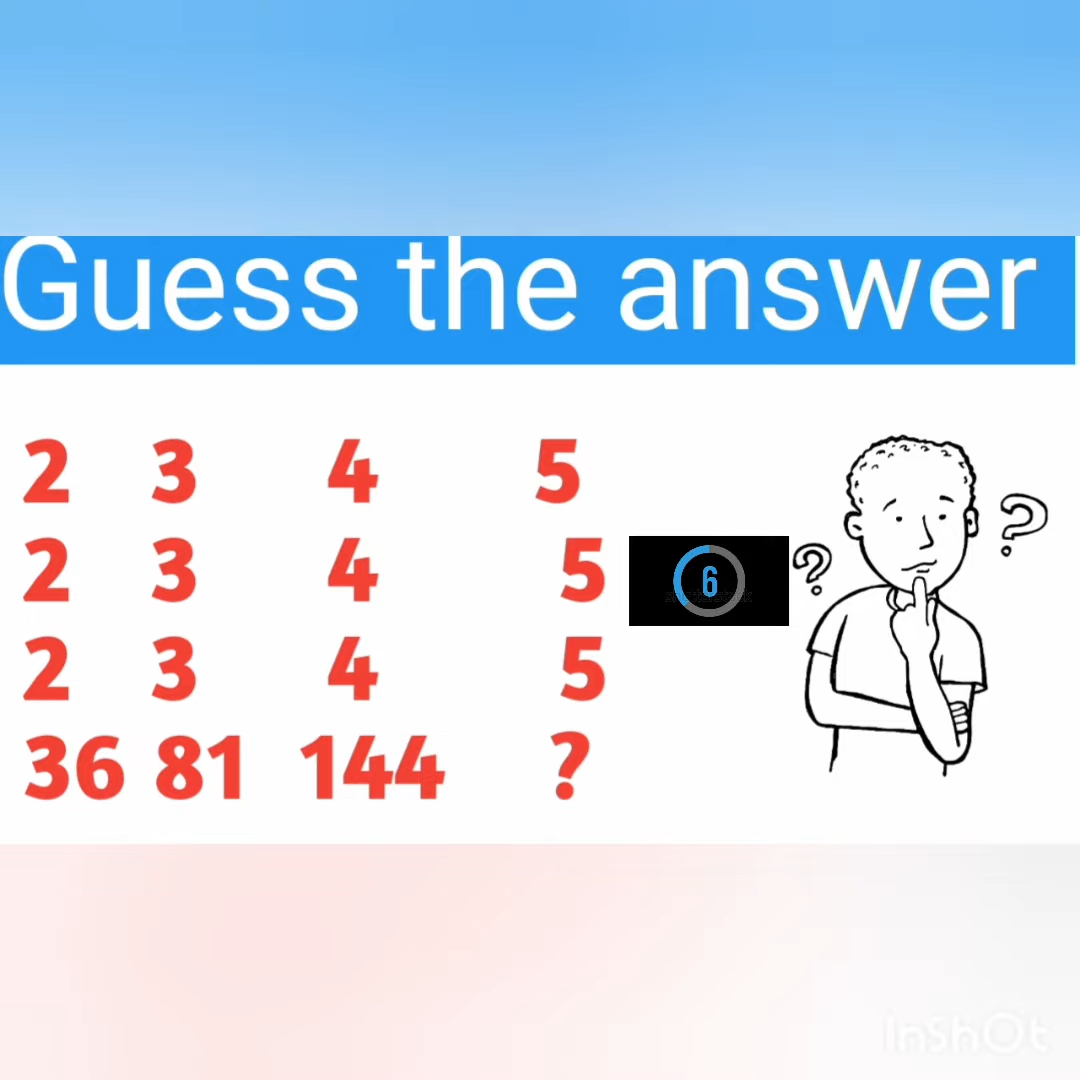 Guess the answer
2 3 4 5
2 3 4 5
6
? ?
2 3 4 5
36 81 144 ?
InShOt